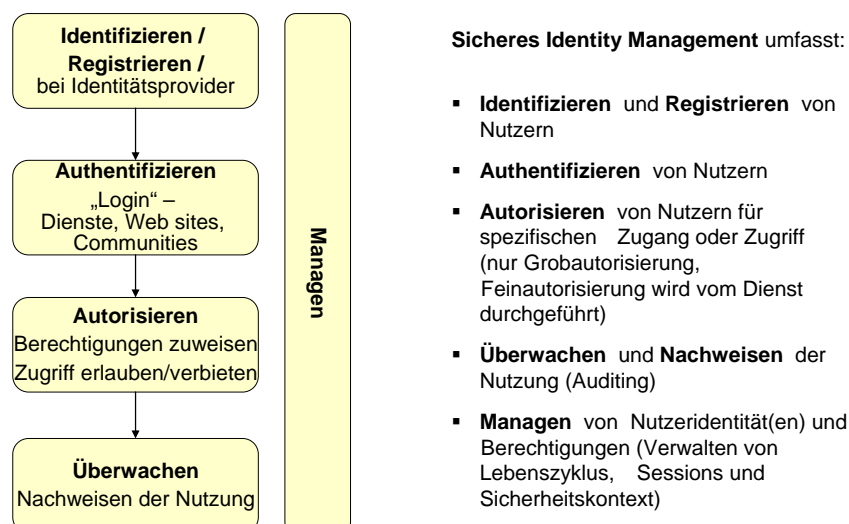 Identifizieren /
Registrieren /
bei Identitätsprovider
Authentifizieren
„Login“ –
Dienste, Web sites,
Communities
Autorisieren
Berechtigungen zuweisen
Zugriff erlauben/verbieten
Überwachen
Nachweisen der Nutzung
Managen
Sicheres Identity Management umfasst:
▪ Identifizieren und Registrieren von
Nutzern
▪ Authentifizieren von Nutzern
▪ Autorisieren von Nutzern für
spezifischen Zugang oder Zugriff
(nur Grobautorisierung,
Feinautorisierung wird vom Dienst
durchgeführt)
▪ Überwachen und Nachweisen der
Nutzung (Auditing)
▪ Managen von Nutzeridentität(en) und
Berechtigungen (Verwalten von
Lebenszyklus, Sessions und
Sicherheitskontext)